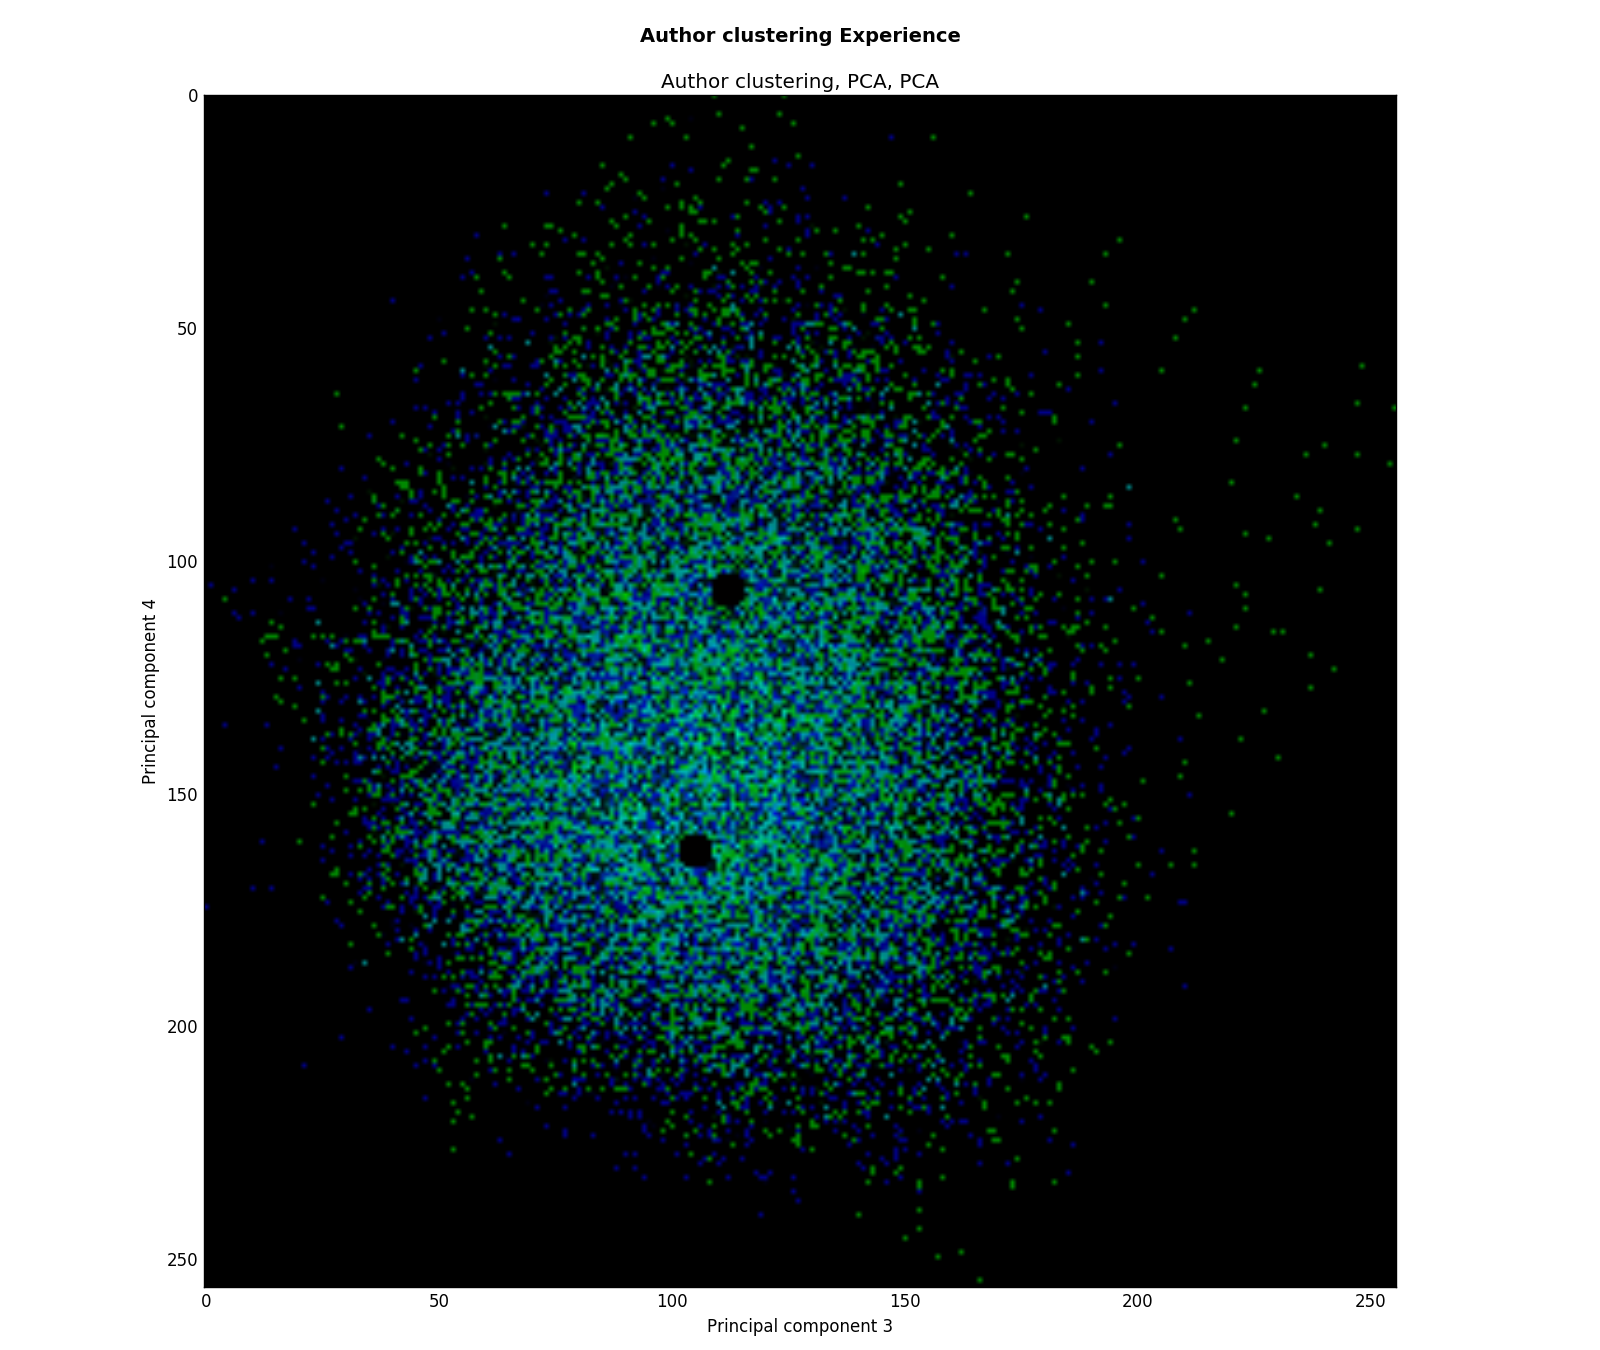 Author clustering Experience
Author clustering, PCA, PCA
0
50
100
150
200
250
Principal component 4
0 50 100 150 200 250
Principal component 3